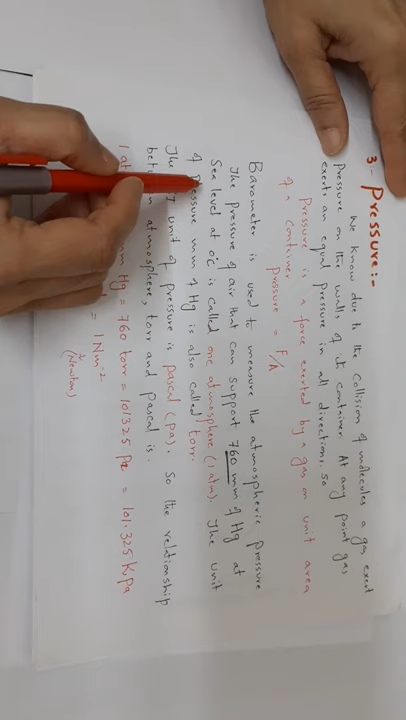 3- Pressure:-
We know due to the Collision of molecules a gas exert
Pressure on the walls of its container. At any point gas
exerts an equal pressure in all directions. So
Pressure is a force exerted by a gas on unit area
of a container
pressure = F/A
Barometer is used to measure the atmospheric pressure
The pressure of air that can support 760 mm of Hg at
Sea level at 0°c is called one atmosphere (1 atm). The unit
of pressure mm of Hg is also called torr.
The unit of pressure is pascal (pa). So the relationship
atmosphere, torr and pascal is.
1 Hg = 760 torr = 101325 pa = 101.325 Kpa
= 1 Nm⁻²
(Newton)